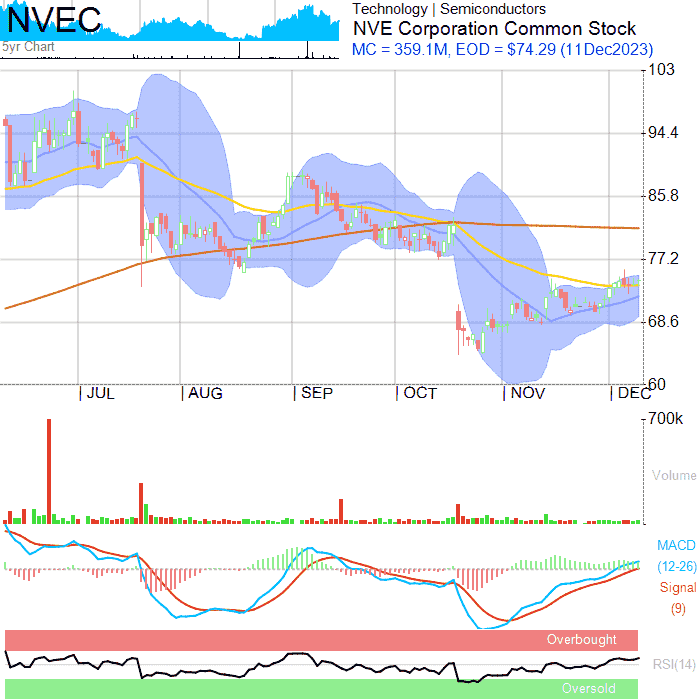 NVEC
5yr Chart
Technology | Semiconductors
NVE Corporation Common Stock
MC = 359.1M, EOD = $74.29 (11Dec2023)
103
94.4
85.8
77.2
68.6
60
JUL AUG SEP OCT NOV DEC
700k
Volume
MACD
(12-26)
Signal
(9)
Overbought
RSI(14)
Oversold